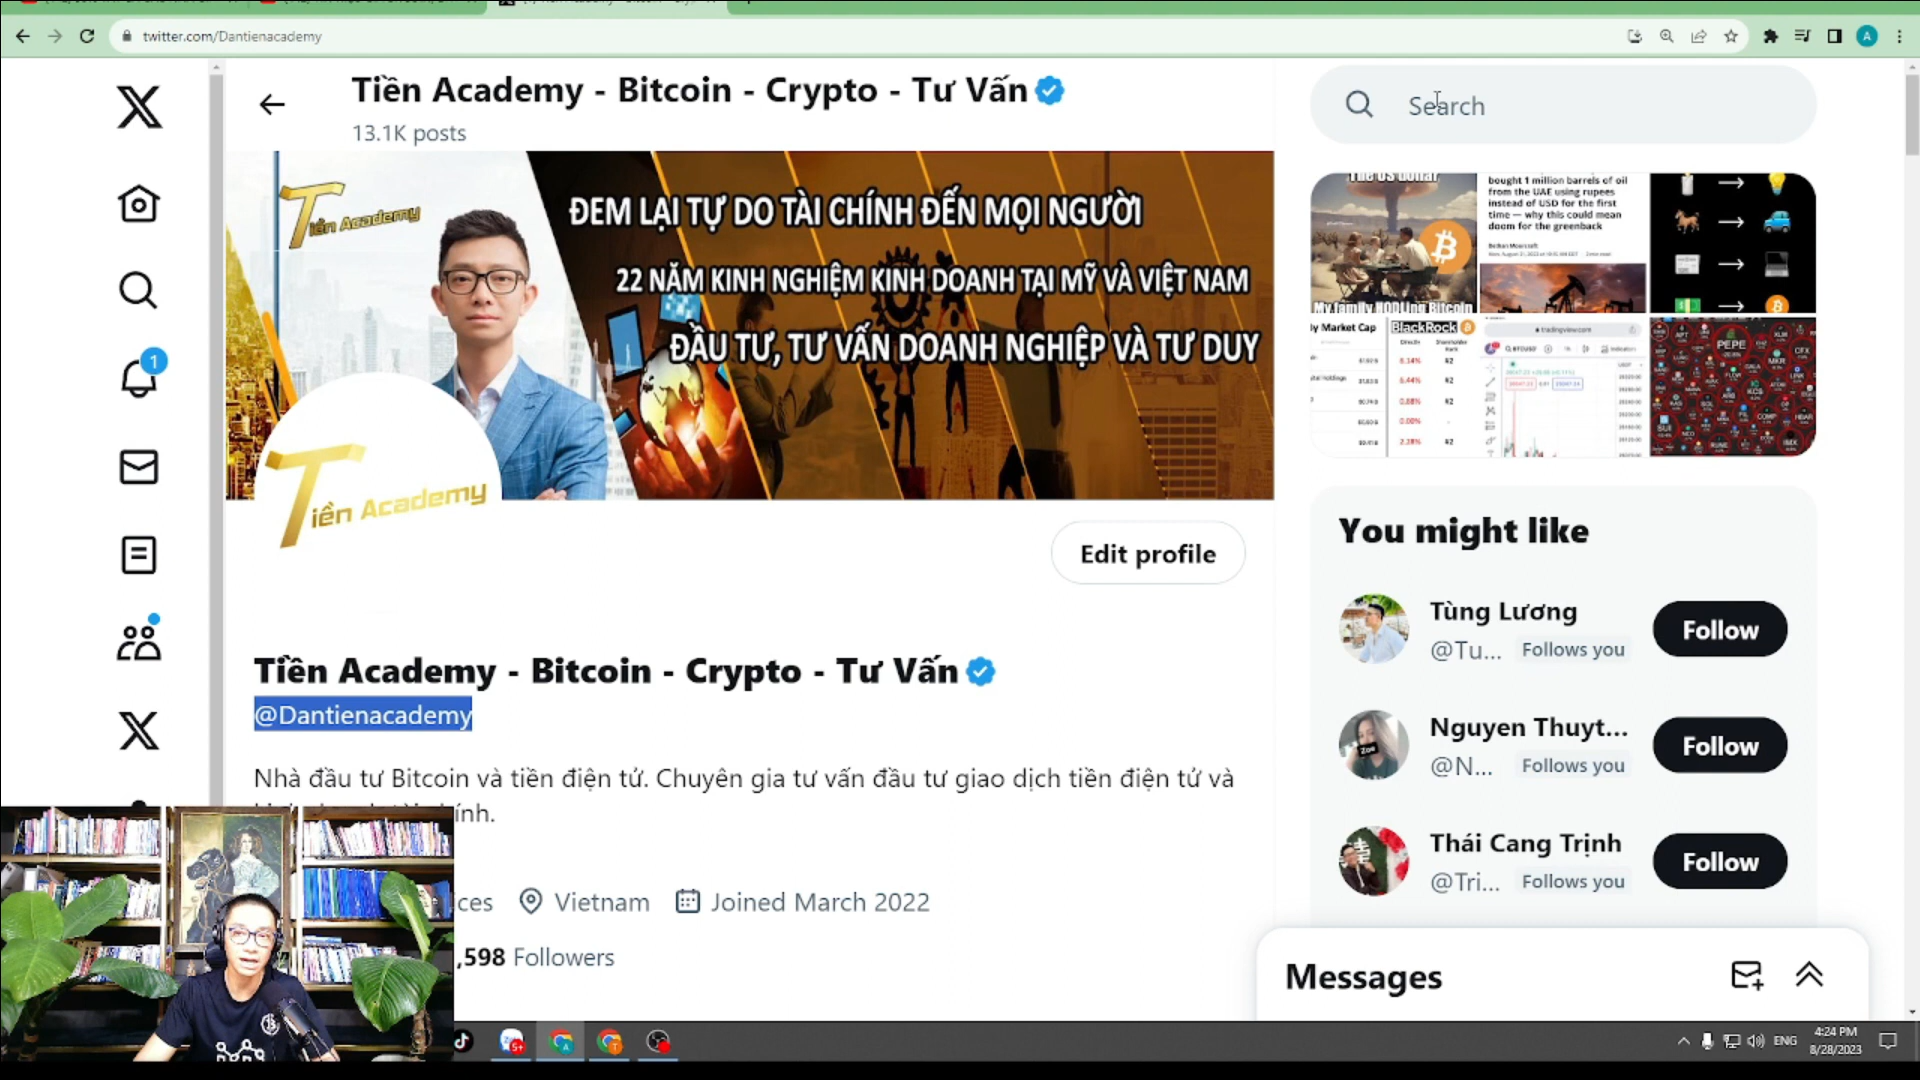 twitter.com/Dantienacademy
Tiền Academy - Bitcoin - Crypto - Tư Vấn
13.1K posts
Search
Tiền Academy
ĐEM LẠI TỰ DO TÀI CHÍNH ĐẾN MỌI NGƯỜI
22 NĂM KINH NGHIỆM KINH DOANH TẠI MỸ VÀ VIỆT NAM
ĐẦU TƯ, TƯ VẤN DOANH NGHIỆP VÀ TƯ DUY
Tiền Academy
The US Dollar
My family HODLing Bitcoin
bought 1 million barrels of oil
from the UAE using rupees
instead of USD for the first
time — why this could mean
doom for the greenback
Market Cap
BlackRock
tradingview.com
PEPE
1
Edit profile
You might like
Tùng Lương
@Tu... Follows you
Follow
Nguyen Thuyt...
@N... Follows you
Follow
Thái Cang Trịnh
@Tri... Follows you
Follow
Tiền Academy - Bitcoin - Crypto - Tư Vấn
@Dantienacademy
Nhà đầu tư Bitcoin và tiền điện tử. Chuyên gia tư vấn đầu tư giao dịch tiền điện tử và
ính.
ces Vietnam Joined March 2022
,598 Followers
Messages
ENG
4:24 PM
8/28/2023